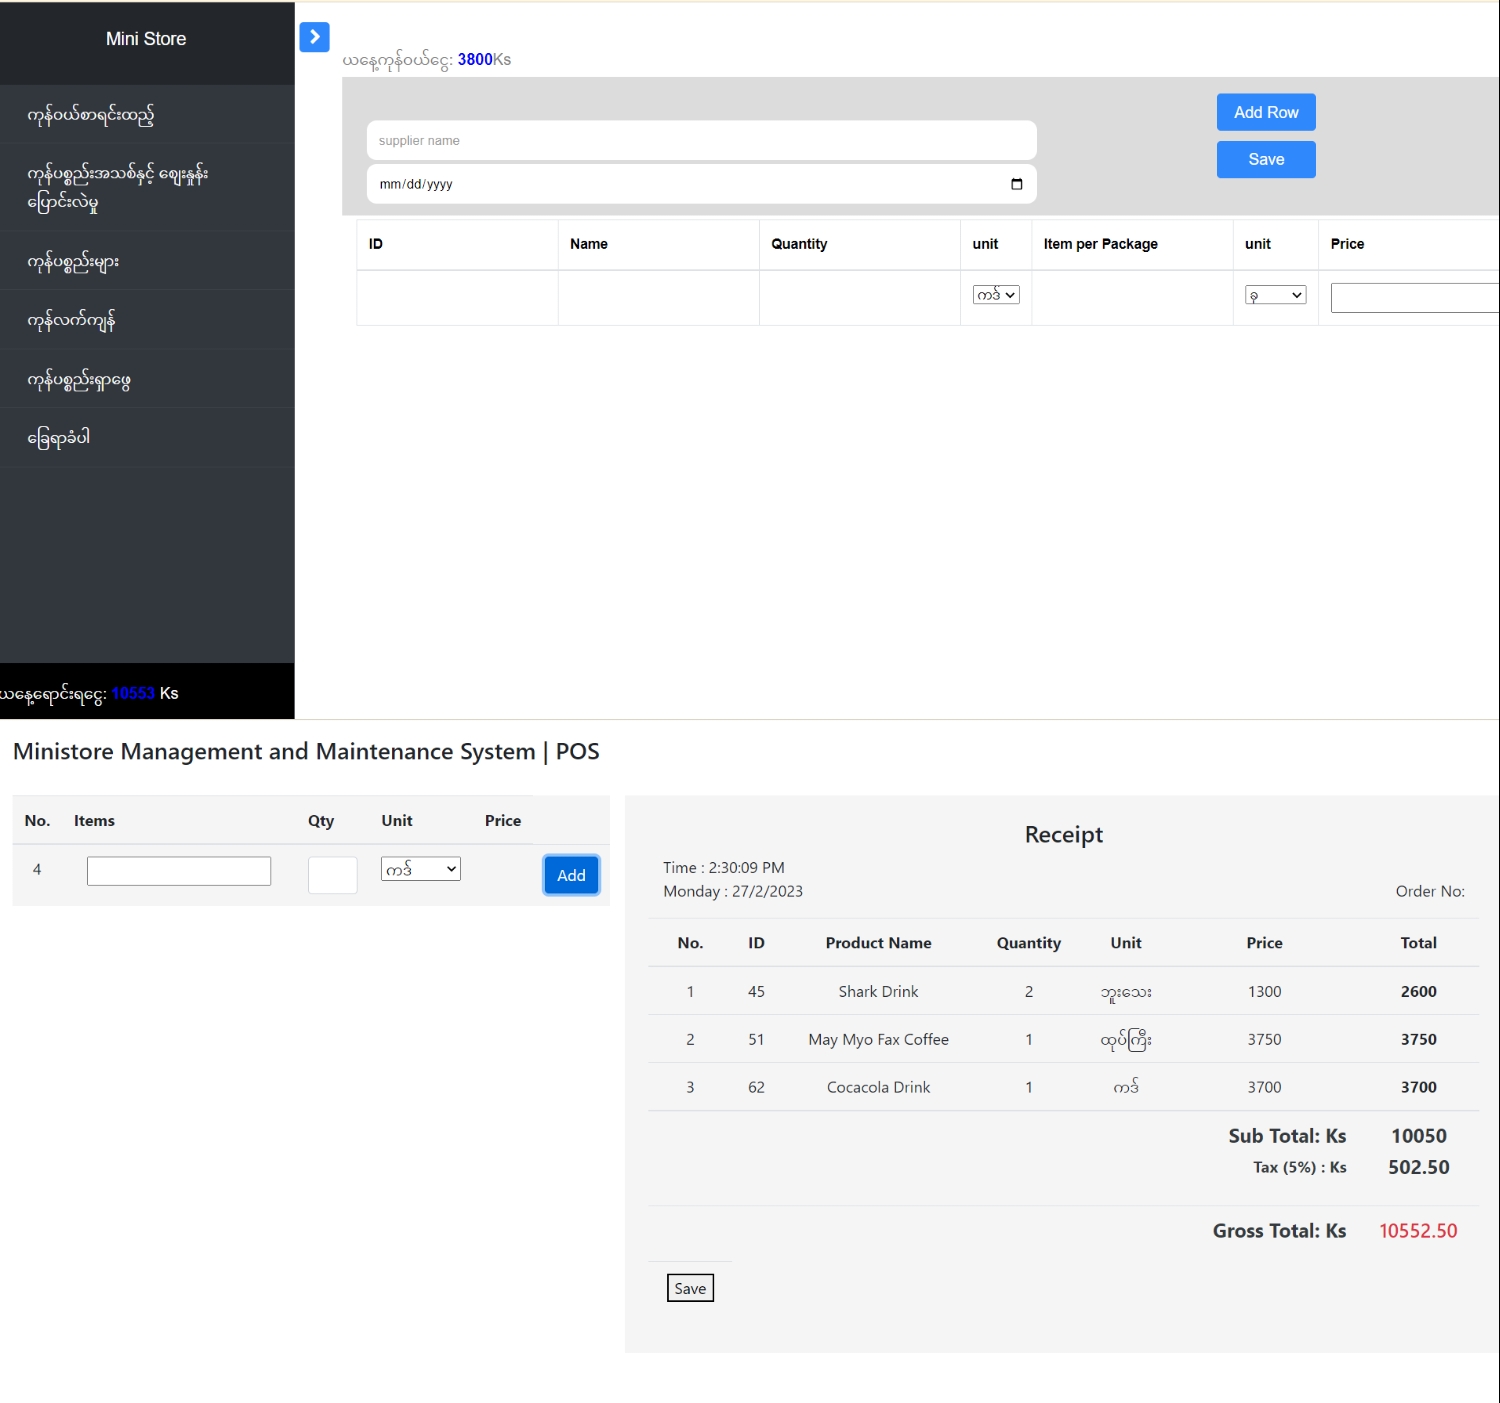 Mini Store
ကုန်ဝယ်စာရင်းထည့်
ကုန်ပစ္စည်းအသစ်နှင့် ဈေးနှုန်း
ပြောင်းလဲမှု
ကုန်ပစ္စည်းများ
ကုန်လက်ကျန်
ကုန်ပစ္စည်းရှာဖွေ
ခြေရာခံပါ
ယနေ့ရောင်းရငွေ: 10553 Ks
ယနေ့ကုန်ဝယ်ငွေ: 3800Ks
supplier name
mm/dd/yyyy
Add Row
Save
ID Name Quantity unit Item per Package unit Price
ကဒ် ခု
Ministore Management and Maintenance System | POS
No. Items Qty Unit Price
4 ကဒ် Add
Receipt
Time : 2:30:09 PM
Monday : 27/2/2023 Order No:
No. ID Product Name Quantity Unit Price Total
1 45 Shark Drink 2 ဘူးသေး 1300 2600
2 51 May Myo Fax Coffee 1 ထုပ်ကြီး 3750 3750
3 62 Cocacola Drink 1 ကဒ် 3700 3700
Sub Total: Ks 10050
Tax (5%) : Ks 502.50
Gross Total: Ks 10552.50
Save